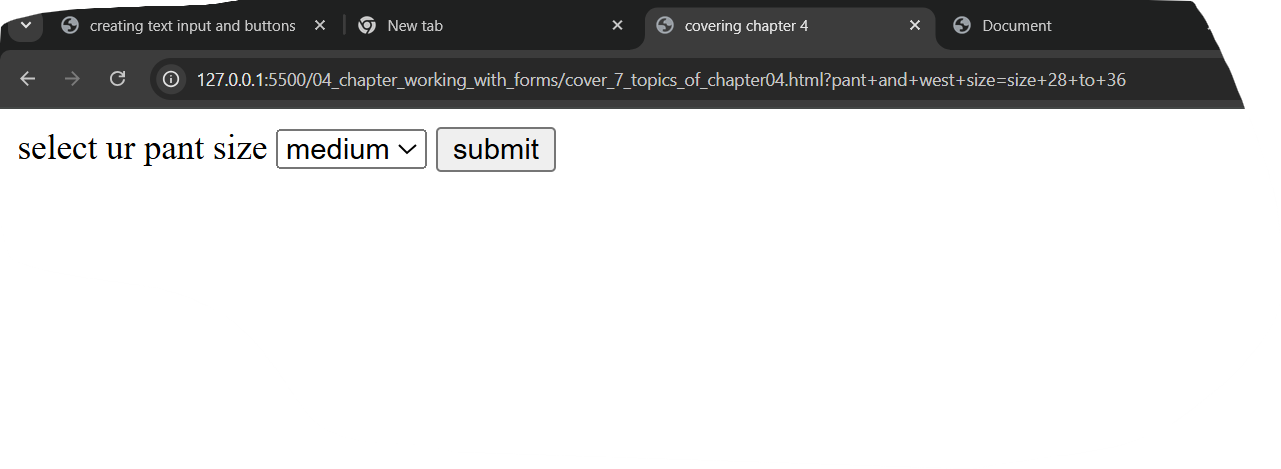 creating text input and buttons
New tab
covering chapter 4
Document
127.0.0.1:5500/04_chapter_working_with_forms/cover_7_topics_of_chapter04.html?pant+and+west+size=size+28+to+36
select ur pant size medium submit